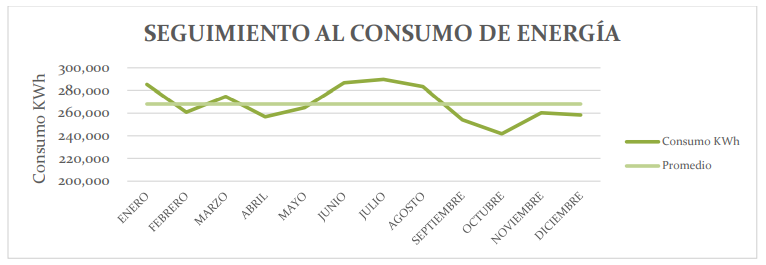 SEGUIMIENTO AL CONSUMO DE ENERGÍA
Consumo KWh
300,000
280,000
260,000
240,000
220,000
200,000
ENERO
FEBRERO
MARZO
ABRIL
MAYO
JUNIO
JULIO
AGOSTO
SEPTIEMBRE
OCTUBRE
NOVIEMBRE
DICIEMBRE
Consumo KWh
Promedio